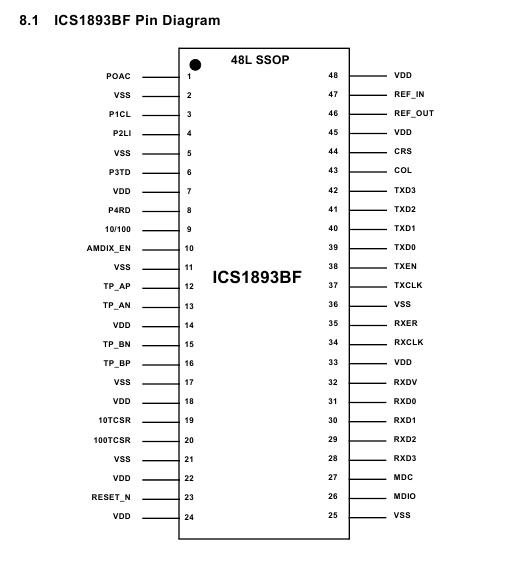 8.1 ICS1893BF Pin Diagram
48L SSOP
POAC 1 48 VDD
VSS 2 47 REF_IN
P1CL 3 46 REF_OUT
P2LI 4 45 VDD
VSS 5 44 CRS
P3TD 6 43 COL
VDD 7 42 TXD3
P4RD 8 41 TXD2
10/100 9 40 TXD1
AMDIX_EN 10 39 TXD0
VSS 11 38 TXEN
ICS1893BF
TP_AP 12 37 TXCLK
TP_AN 13 36 VSS
VDD 14 35 RXER
TP_BN 15 34 RXCLK
TP_BP 16 33 VDD
VSS 17 32 RXDV
VDD 18 31 RXD0
10TCSR 19 30 RXD1
100TCSR 20 29 RXD2
VSS 21 28 RXD3
VDD 22 27 MDC
RESET_N 23 26 MDIO
VDD 24 25 VSS